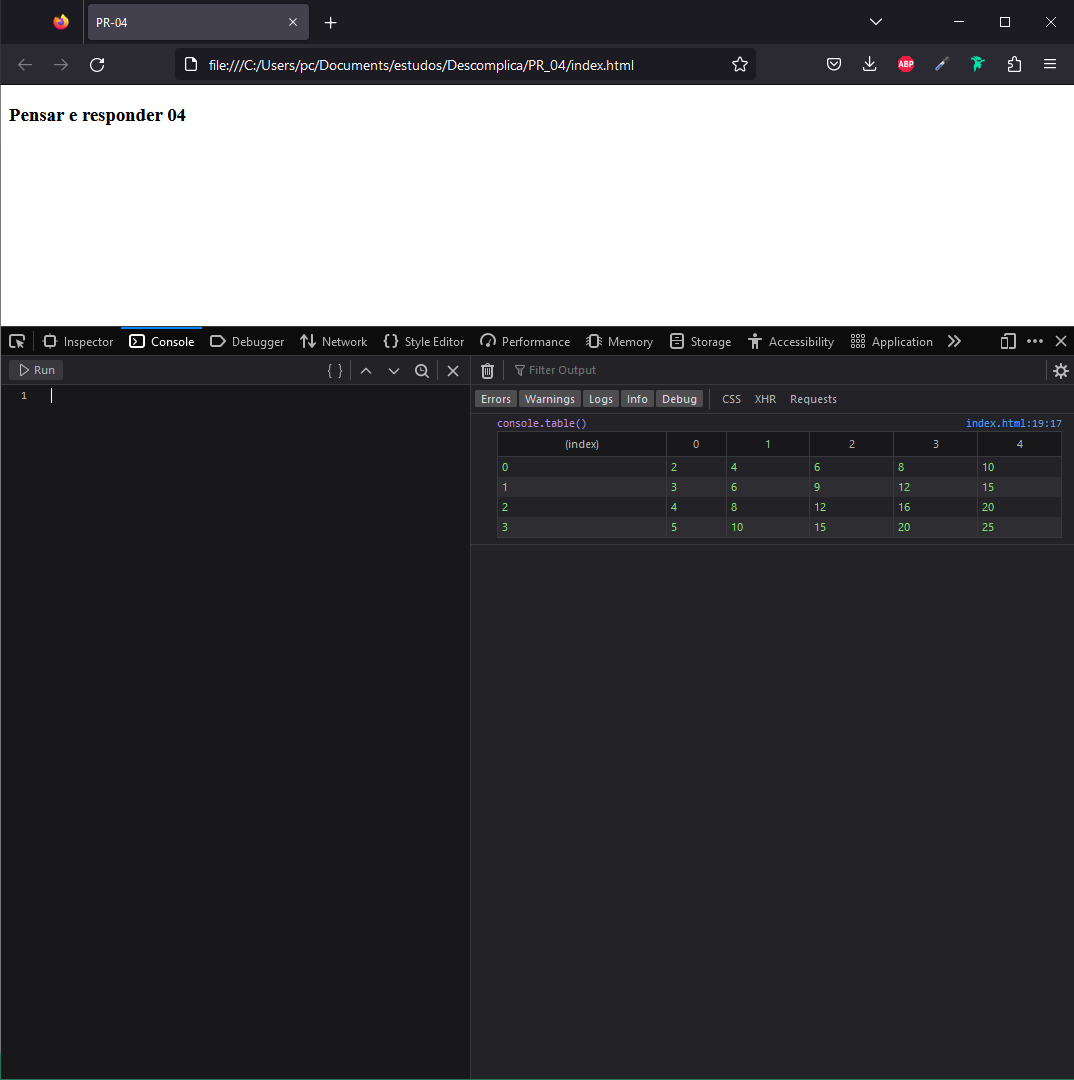 PR-04
file:///C:/Users/pc/Documents/estudos/Descomplica/PR_04/index.html
ABP
Pensar e responder 04
Inspector Console Debugger Network Style Editor Performance Memory Storage Accessibility Application
Run
Filter Output
1
Errors Warnings Logs Info Debug CSS XHR Requests
console.table() index.html:19:17
(index) 0 1 2 3 4
0 2 4 6 8 10
1 3 6 9 12 15
2 4 8 12 16 20
3 5 10 15 20 25